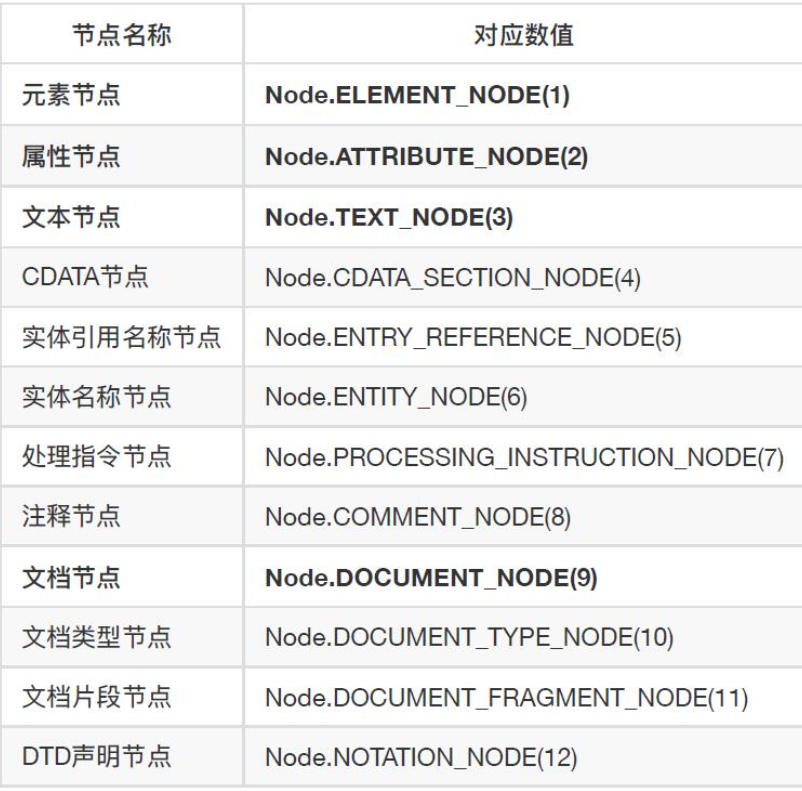 节点名称 对应数值
元素节点 Node.ELEMENT_NODE(1)
属性节点 Node.ATTRIBUTE_NODE(2)
文本节点 Node.TEXT_NODE(3)
CDATA节点 Node.CDATA_SECTION_NODE(4)
实体引用名称节点 Node.ENTRY_REFERENCE_NODE(5)
实体名称节点 Node.ENTITY_NODE(6)
处理指令节点 Node.PROCESSING_INSTRUCTION_NODE(7)
注释节点 Node.COMMENT_NODE(8)
文档节点 Node.DOCUMENT_NODE(9)
文档类型节点 Node.DOCUMENT_TYPE_NODE(10)
文档片段节点 Node.DOCUMENT_FRAGMENT_NODE(11)
DTD声明节点 Node.NOTATION_NODE(12)